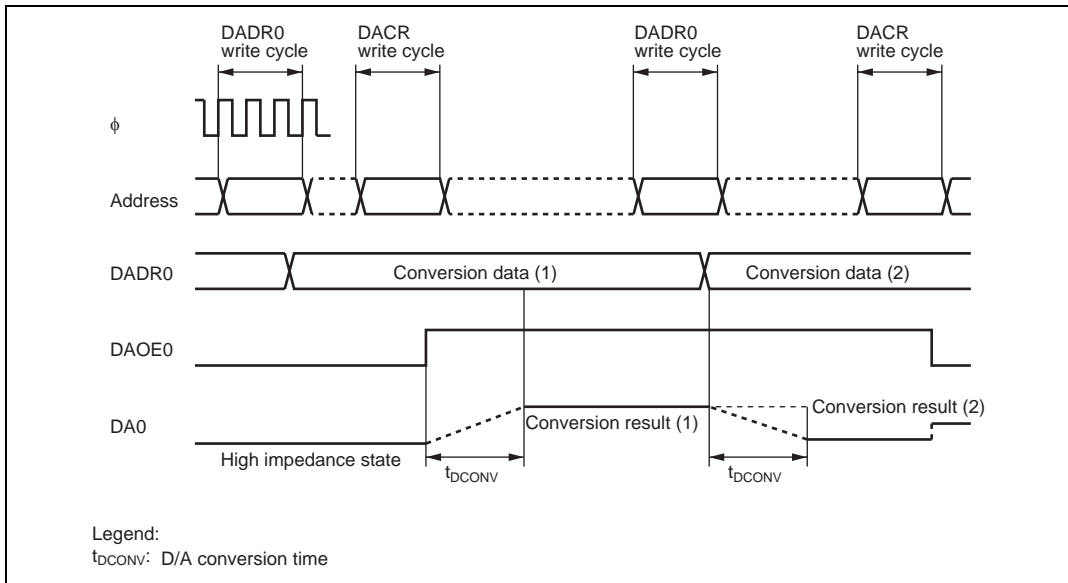 DADR0
write cycle
DACR
write cycle
DADR0
write cycle
DACR
write cycle
ϕ
Address
DADR0
Conversion data (1)
Conversion data (2)
DAOE0
DA0
Conversion result (1)
Conversion result (2)
High impedance state
tDCONV
tDCONV
Legend:
tDCONV: D/A conversion time